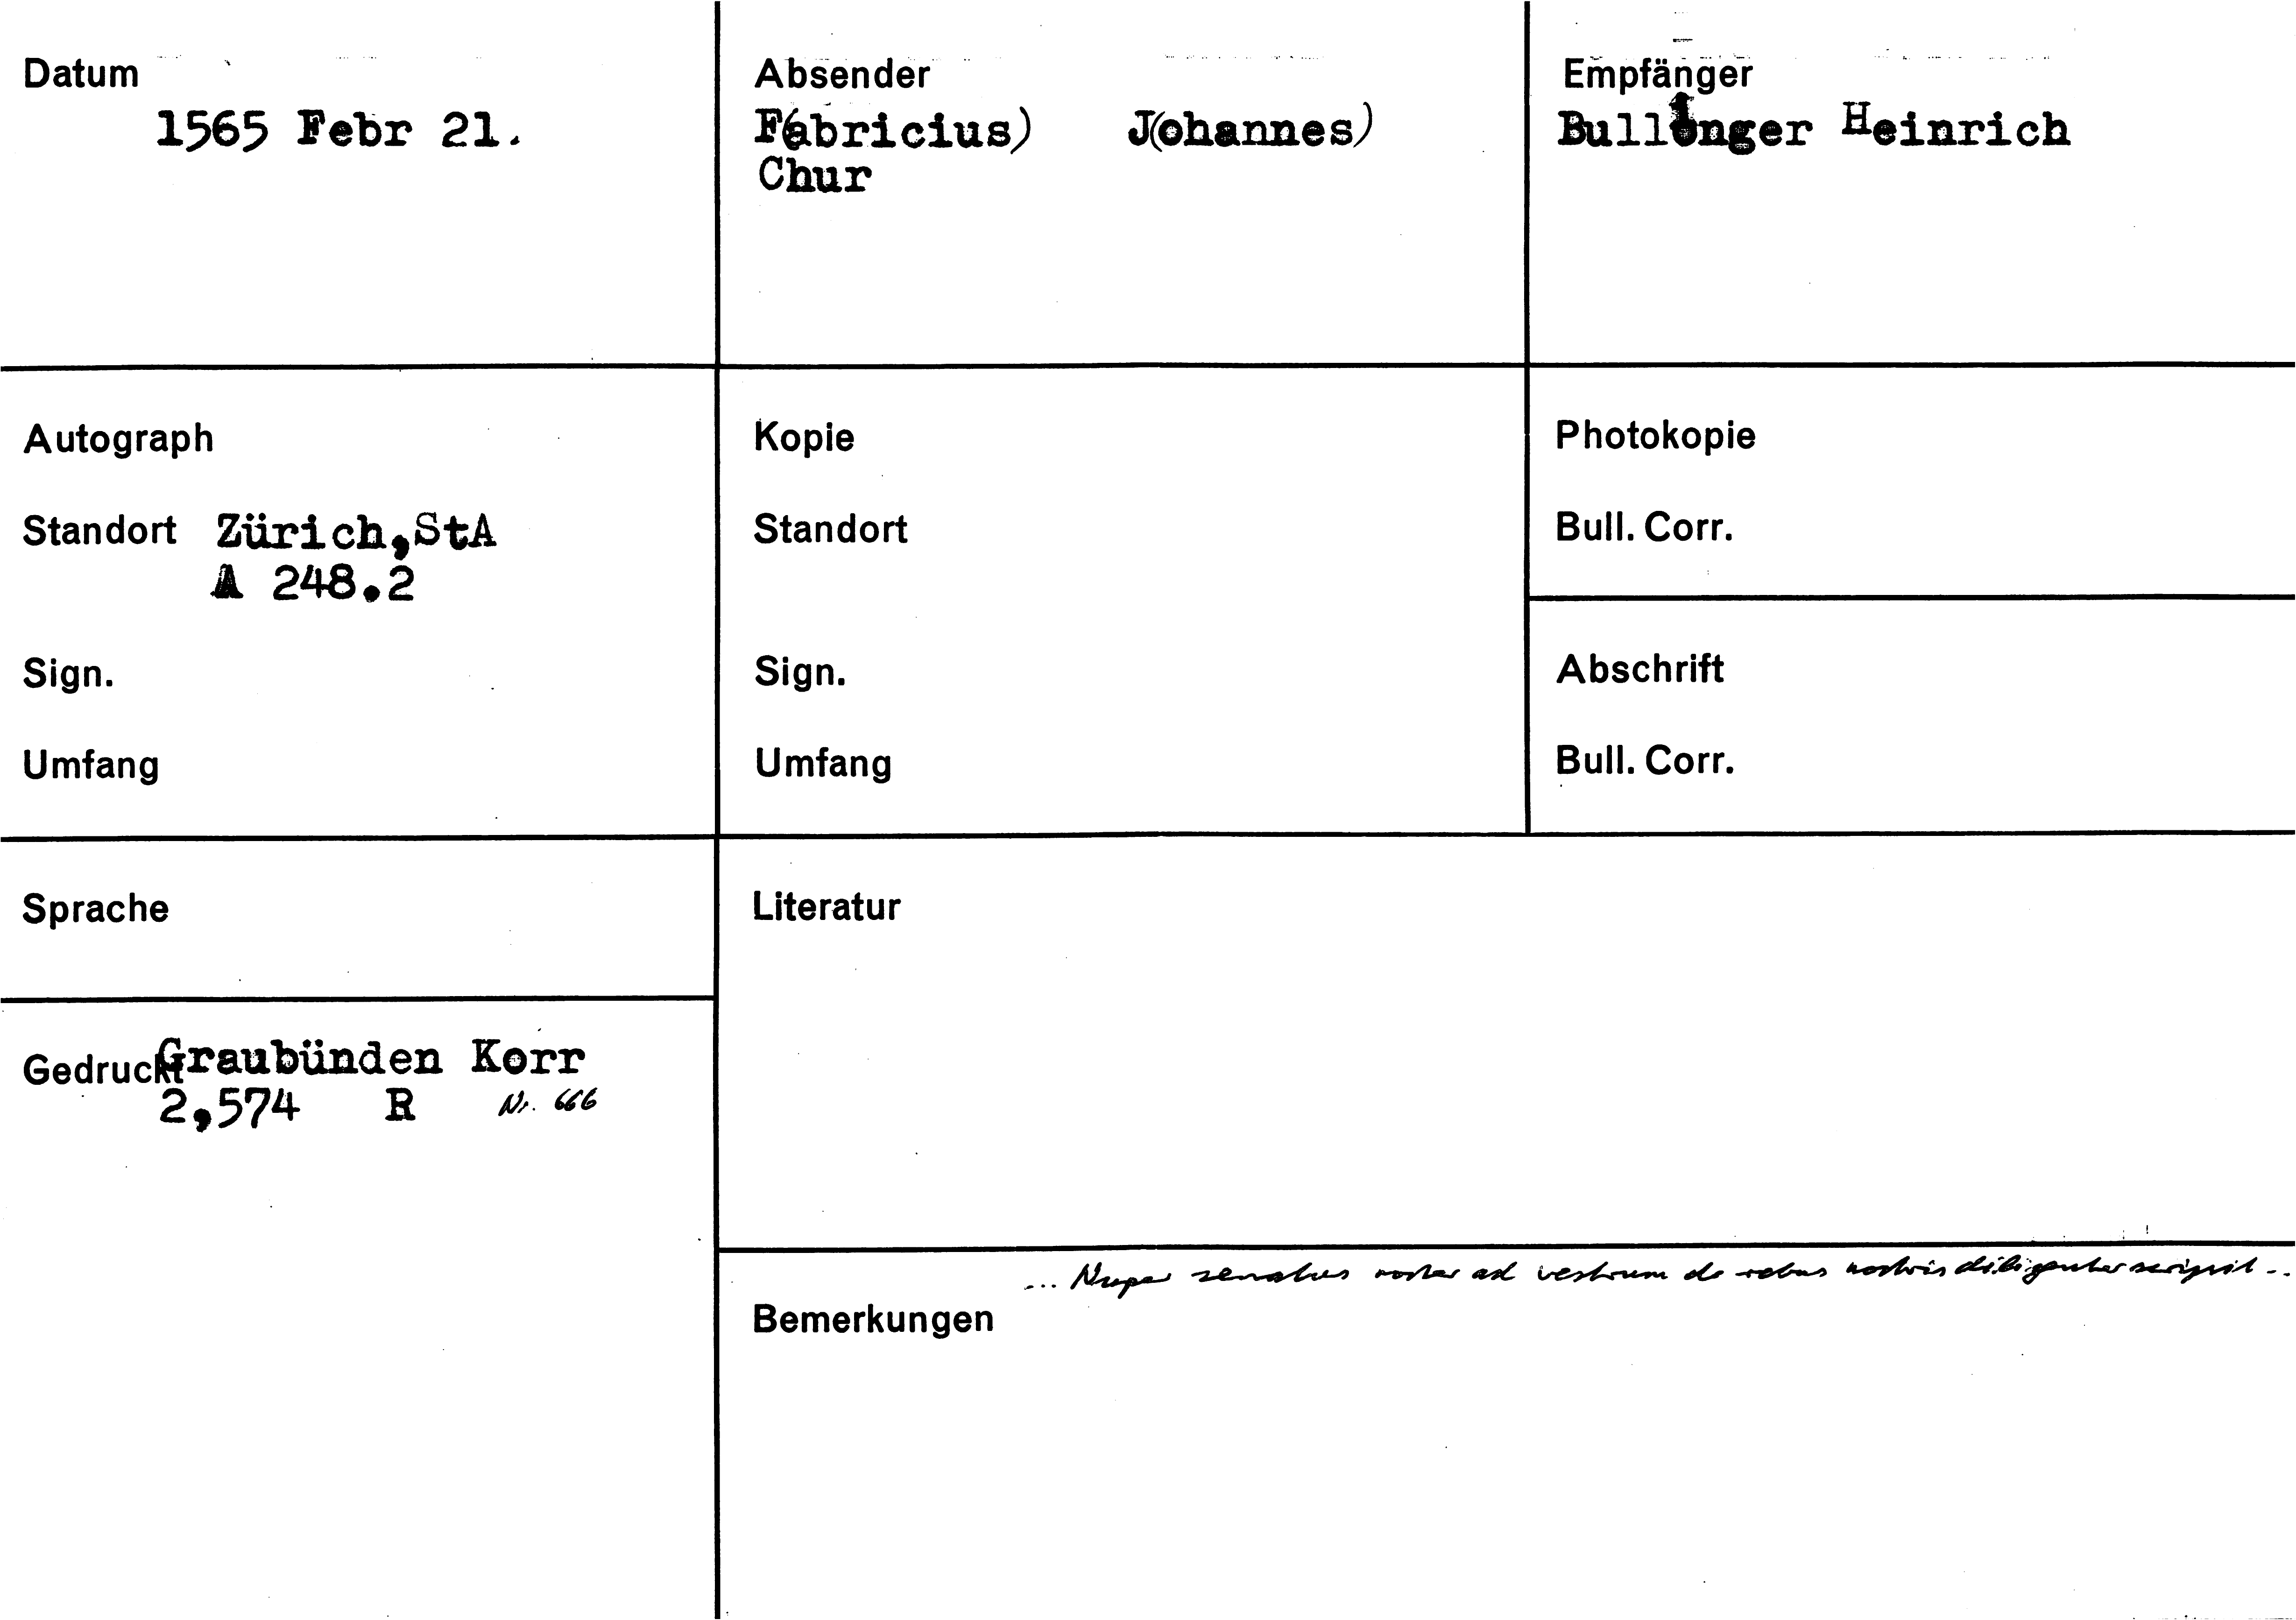 Datum
1565 Febr 21.
Absender
F(abricius) J(ohannes)
Chur
Empfänger
Bullinger Heinrich
Autograph
Standort Zürich,StA
A 248.2
Sign.
Umfang
Kopie
Standort
Sign.
Umfang
Photokopie
Bull. Corr.
Abschrift
Bull. Corr.
Sprache
Gedruckt Graubünden Korr
2,574 R Nr. 666
Literatur
... Nuper senatus noster ad vestrum de rebus nostris diligenter scripsit ..
Bemerkungen